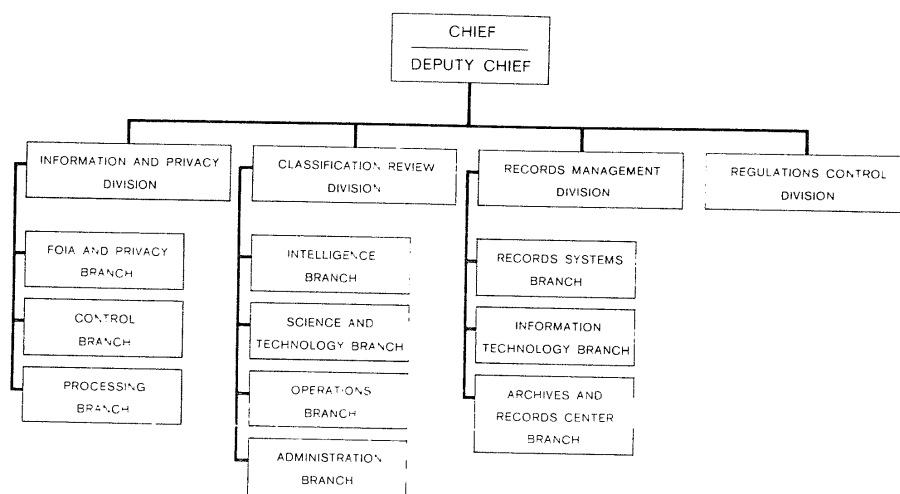 CHIEF
DEPUTY CHIEF
INFORMATION AND PRIVACY
DIVISION
CLASSIFICATION REVIEW
DIVISION
RECORDS MANAGEMENT
DIVISION
REGULATIONS CONTROL
DIVISION
FOIA AND PRIVACY
BRANCH
CONTROL
BRANCH
PROCESSING
BRANCH
INTELLIGENCE
BRANCH
SCIENCE AND
TECHNOLOGY BRANCH
OPERATIONS
BRANCH
ADMINISTRATION
BRANCH
RECORDS SYSTEMS
BRANCH
INFORMATION
TECHNOLOGY BRANCH
ARCHIVES AND
RECORDS CENTER
BRANCH